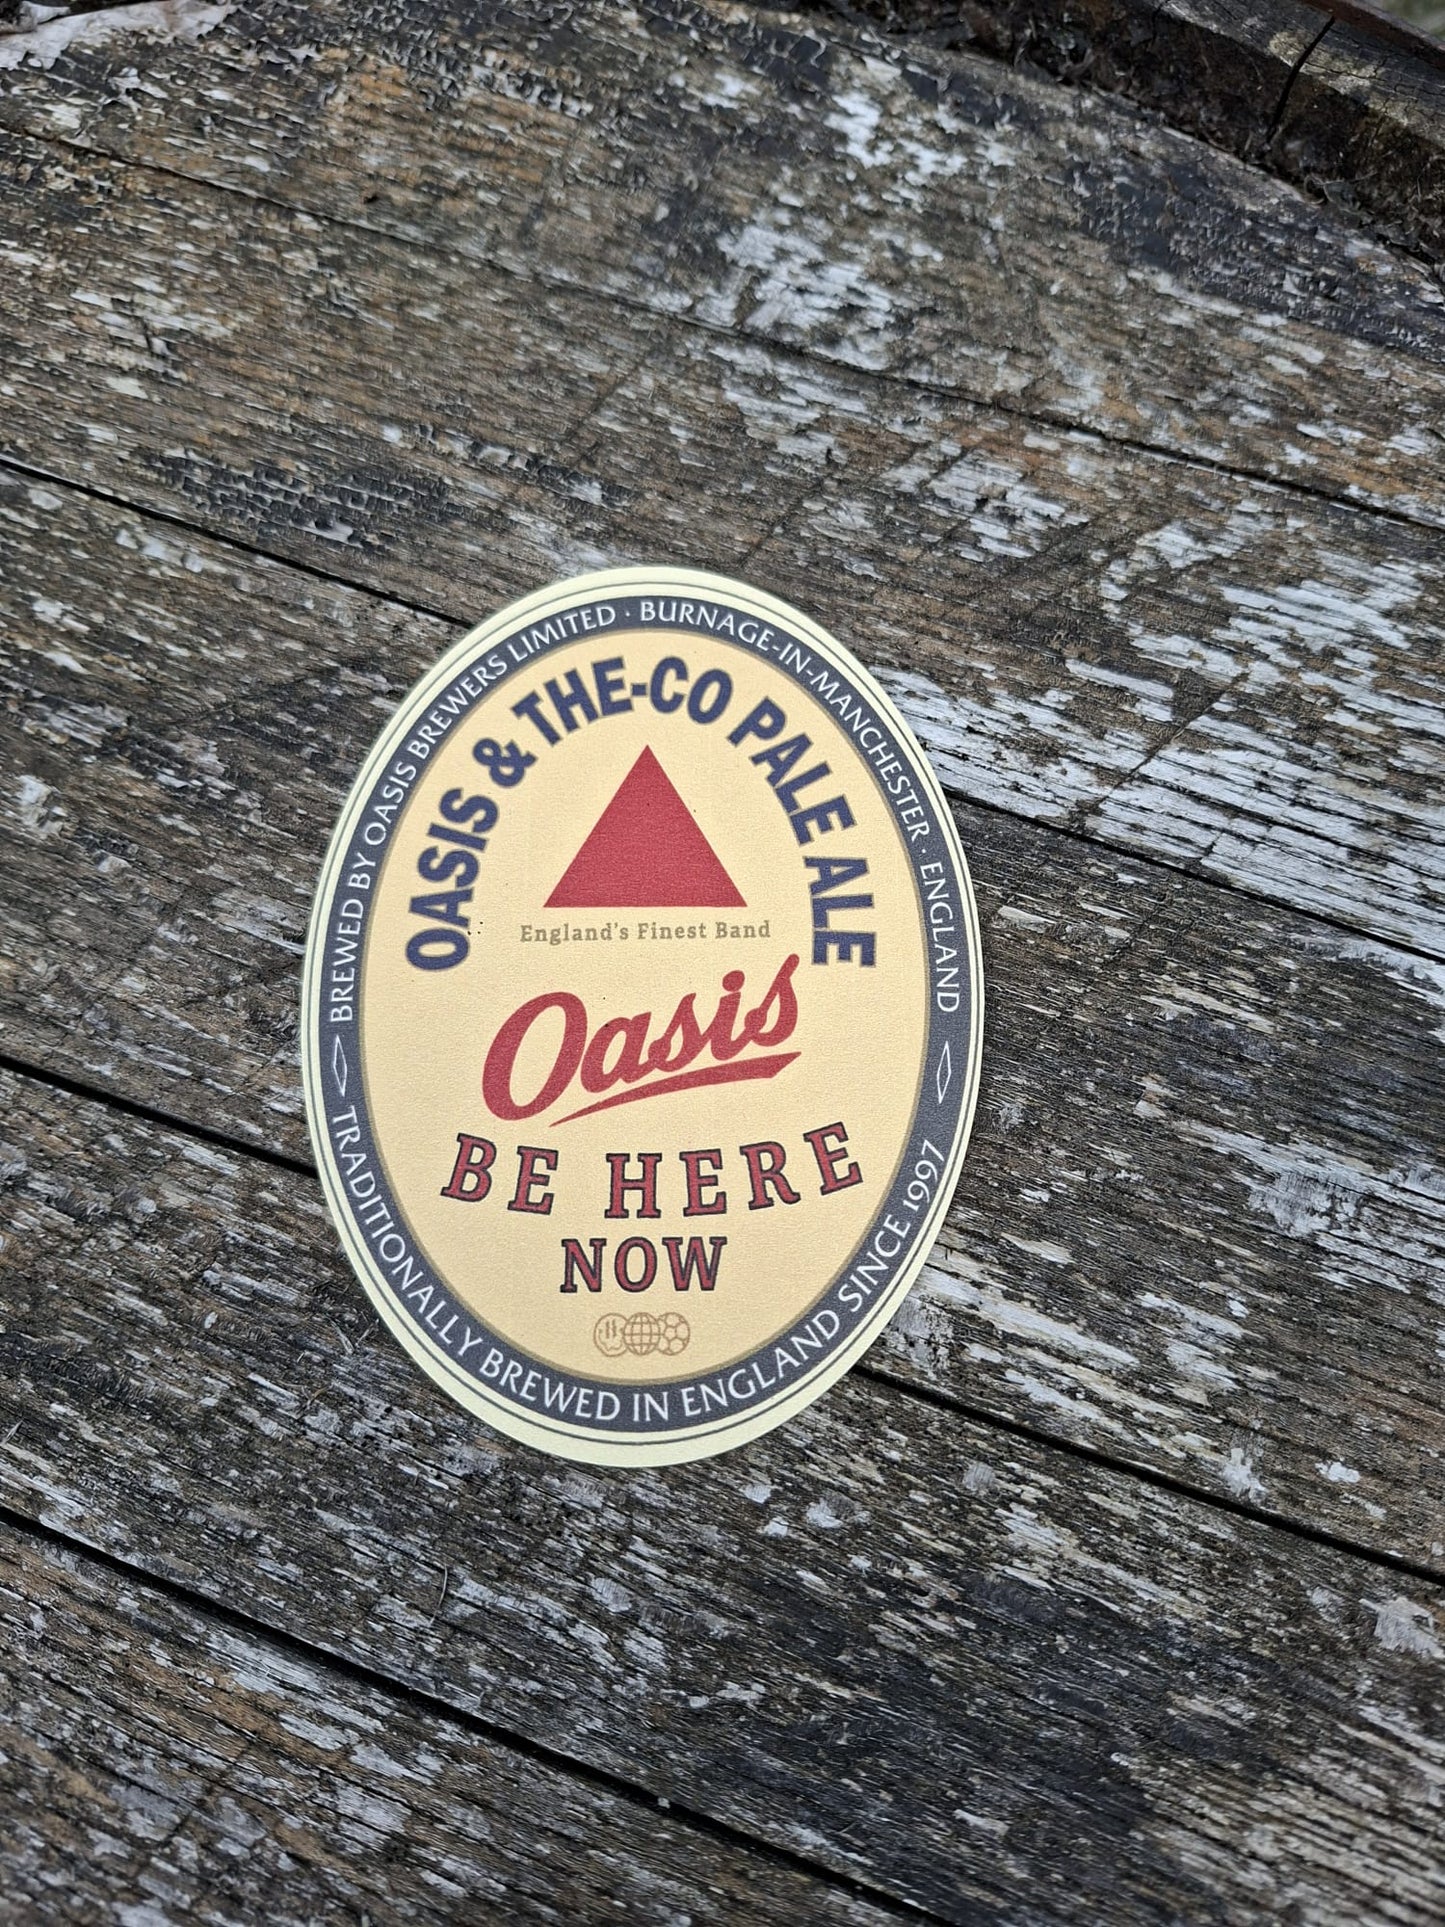 BREWED BY OASIS BREWERS LIMITED · BURNAGE-IN-MANCHESTER · ENGLAND
OASIS & THE-CO PALE ALE
England's Finest Band
Oasis
BE HERE
NOW
TRADITIONALLY BREWED IN ENGLAND SINCE 1997